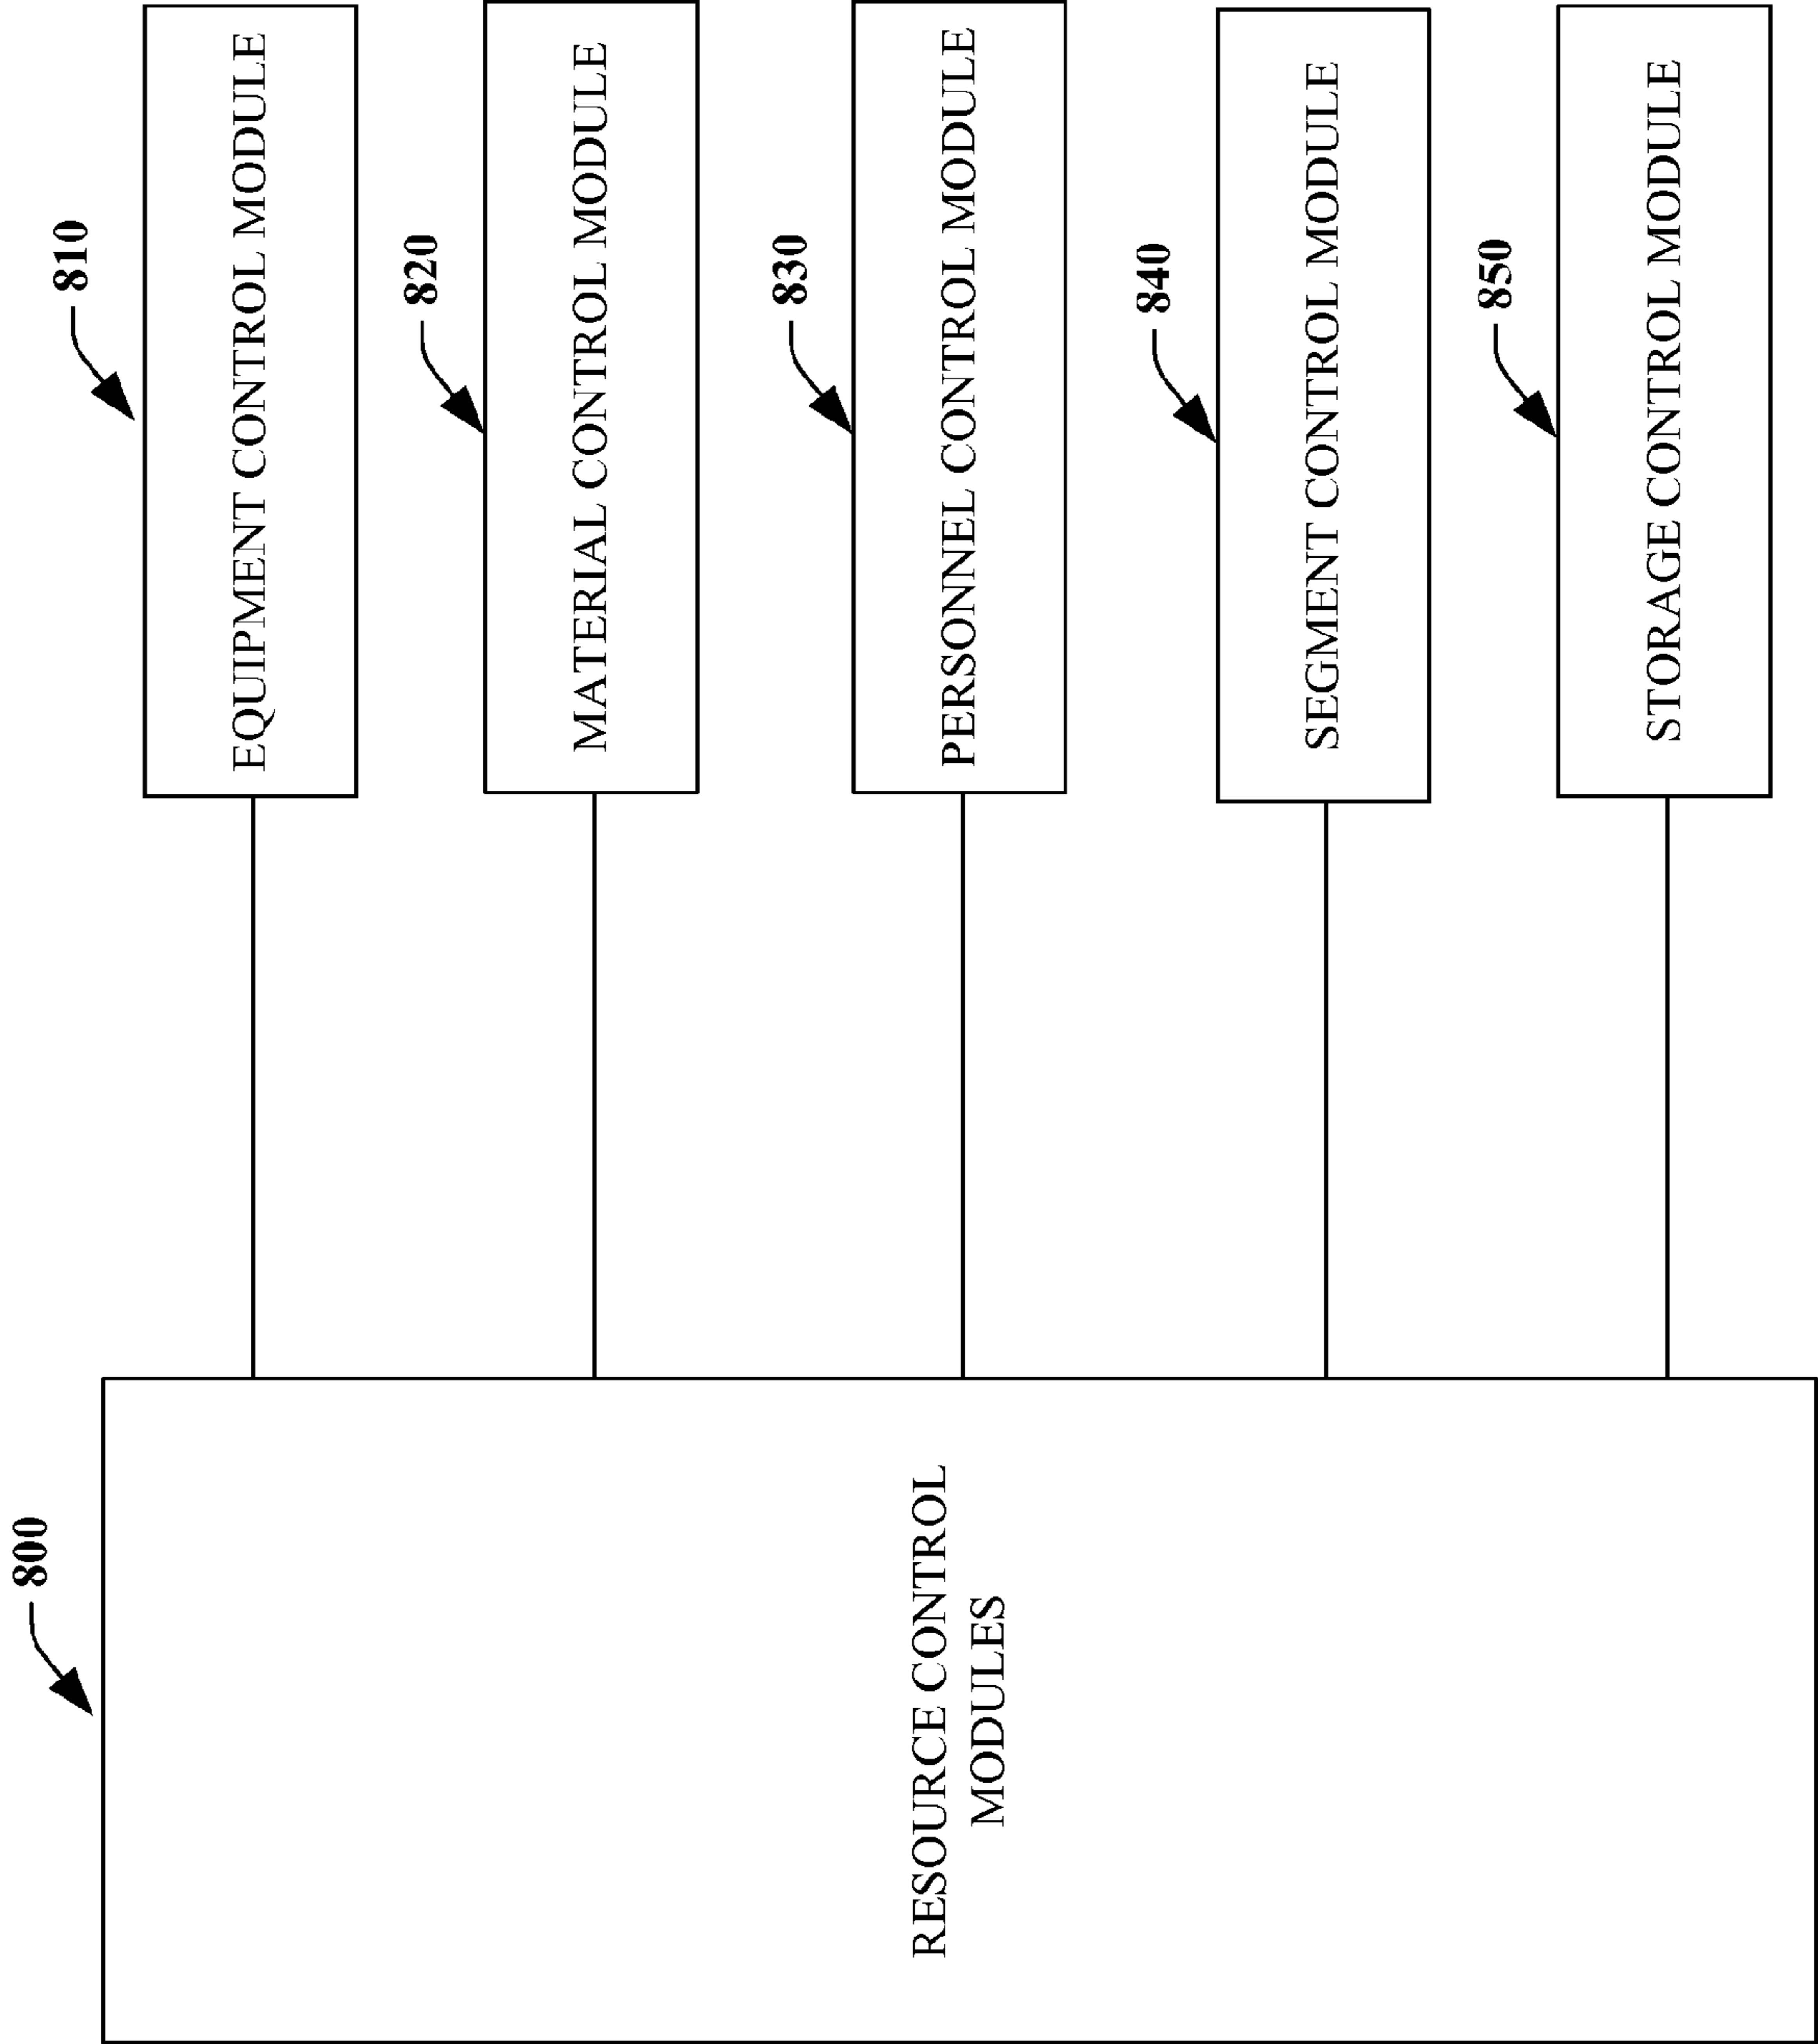 800
RESOURCE CONTROL
MODULES
810
EQUIPMENT CONTROL MODULE
820
MATERIAL CONTROL MODULE
830
PERSONNEL CONTROL MODULE
840
SEGMENT CONTROL MODULE
850
STORAGE CONTROL MODULE